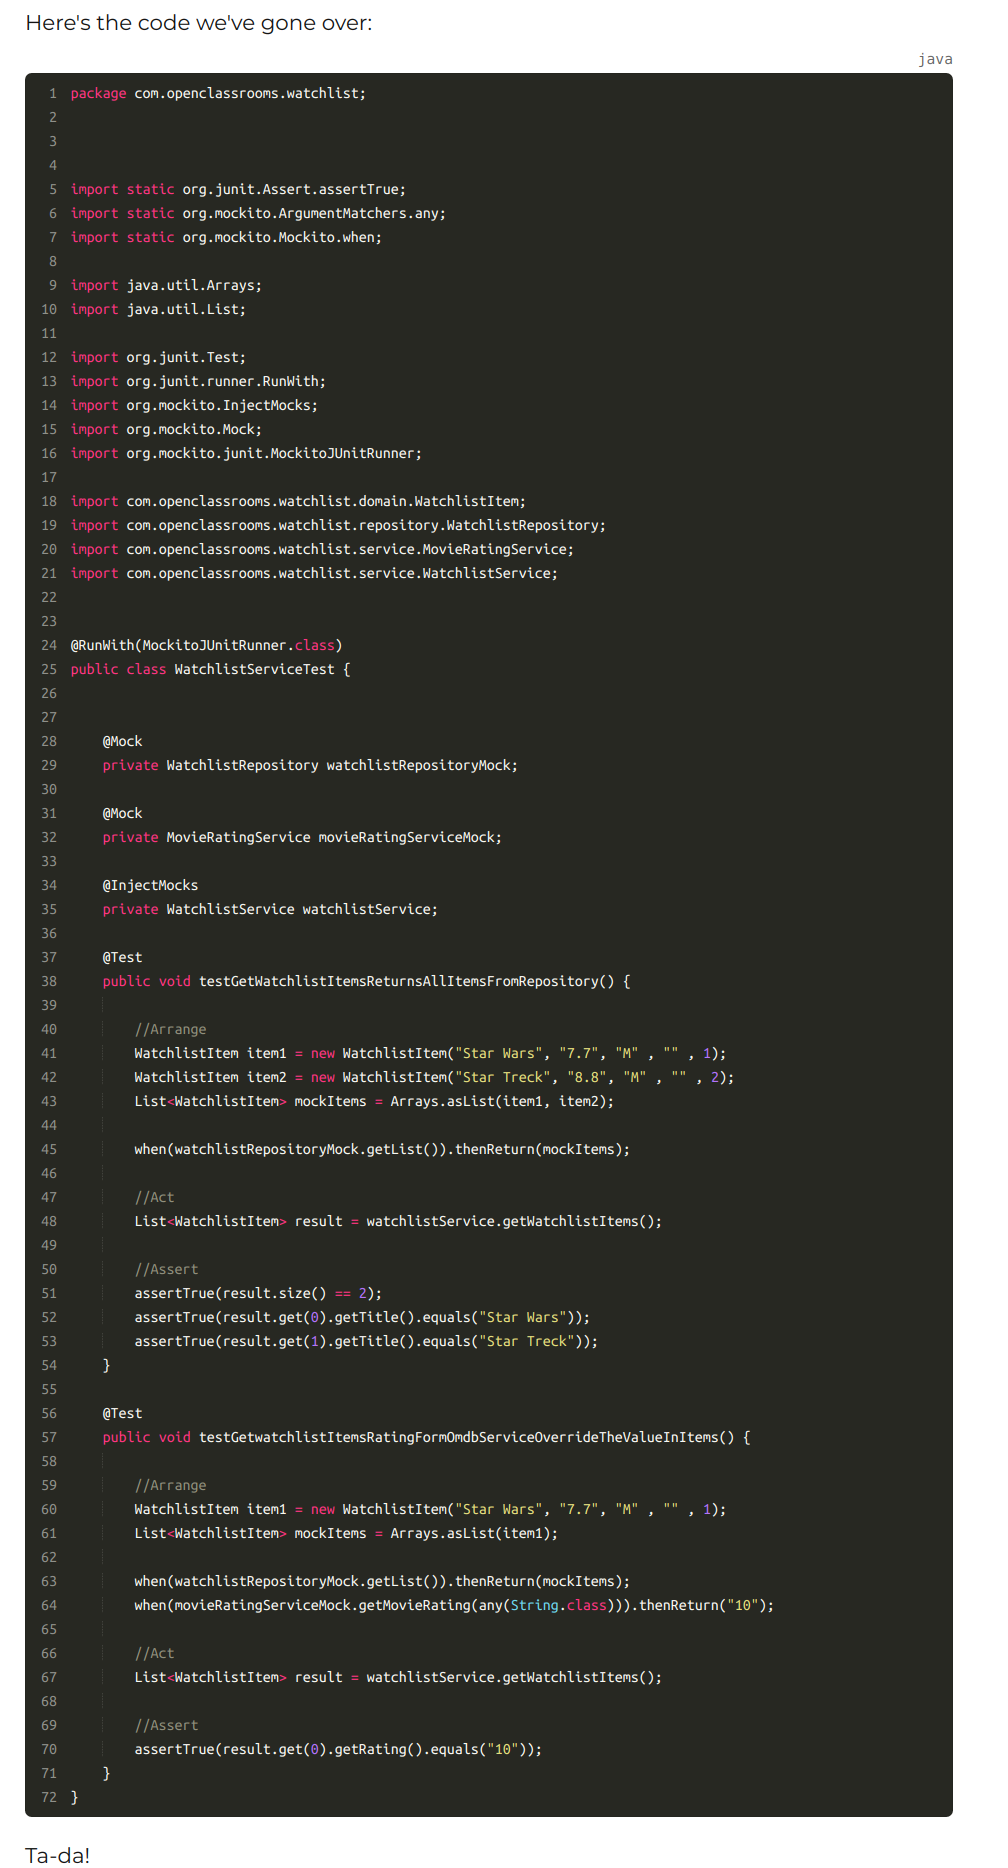 Here's the code we've gone over:
java
1 package com.openclassrooms.watchlist;
2
3
4
5 import static org.junit.Assert.assertTrue;
6 import static org.mockito.ArgumentMatchers.any;
7 import static org.mockito.Mockito.when;
8
9 import java.util.Arrays;
10 import java.util.List;
11
12 import org.junit.Test;
13 import org.junit.runner.RunWith;
14 import org.mockito.InjectMocks;
15 import org.mockito.Mock;
16 import org.mockito.junit.MockitoJUnitRunner;
17
18 import com.openclassrooms.watchlist.domain.WatchlistItem;
19 import com.openclassrooms.watchlist.repository.WatchlistRepository;
20 import com.openclassrooms.watchlist.service.MovieRatingService;
21 import com.openclassrooms.watchlist.service.WatchlistService;
22
23
24 @RunWith(MockitoJUnitRunner.class)
25 public class WatchlistServiceTest {
26
27
28     @Mock
29     private WatchlistRepository watchlistRepositoryMock;
30
31     @Mock
32     private MovieRatingService movieRatingServiceMock;
33
34     @InjectMocks
35     private WatchlistService watchlistService;
36
37     @Test
38     public void testGetWatchlistItemsReturnsAllItemsFromRepository() {
39
40         //Arrange
41         WatchlistItem item1 = new WatchlistItem("Star Wars", "7.7", "M" , "" , 1);
42         WatchlistItem item2 = new WatchlistItem("Star Treck", "8.8", "M" , "" , 2);
43         List<WatchlistItem> mockItems = Arrays.asList(item1, item2);
44
45         when(watchlistRepositoryMock.getList()).thenReturn(mockItems);
46
47         //Act
48         List<WatchlistItem> result = watchlistService.getWatchlistItems();
49
50         //Assert
51         assertTrue(result.size() == 2);
52         assertTrue(result.get(0).getTitle().equals("Star Wars"));
53         assertTrue(result.get(1).getTitle().equals("Star Treck"));
54     }
55
56     @Test
57     public void testGetwatchlistItemsRatingFormOmdbServiceOverrideTheValueInItems() {
58
59         //Arrange
60         WatchlistItem item1 = new WatchlistItem("Star Wars", "7.7", "M" , "" , 1);
61         List<WatchlistItem> mockItems = Arrays.asList(item1);
62
63         when(watchlistRepositoryMock.getList()).thenReturn(mockItems);
64         when(movieRatingServiceMock.getMovieRating(any(String.class))).thenReturn("10");
65
66         //Act
67         List<WatchlistItem> result = watchlistService.getWatchlistItems();
68
69         //Assert
70         assertTrue(result.get(0).getRating().equals("10"));
71     }
72 }
Ta-da!